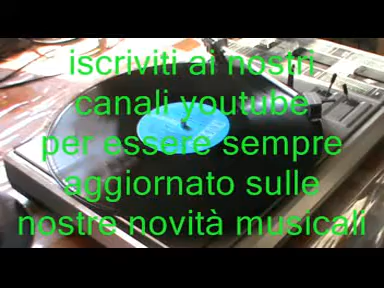 iscriviti ai nostri
canali youtube
per essere sempre
aggiornato sulle
nostre novità musicali